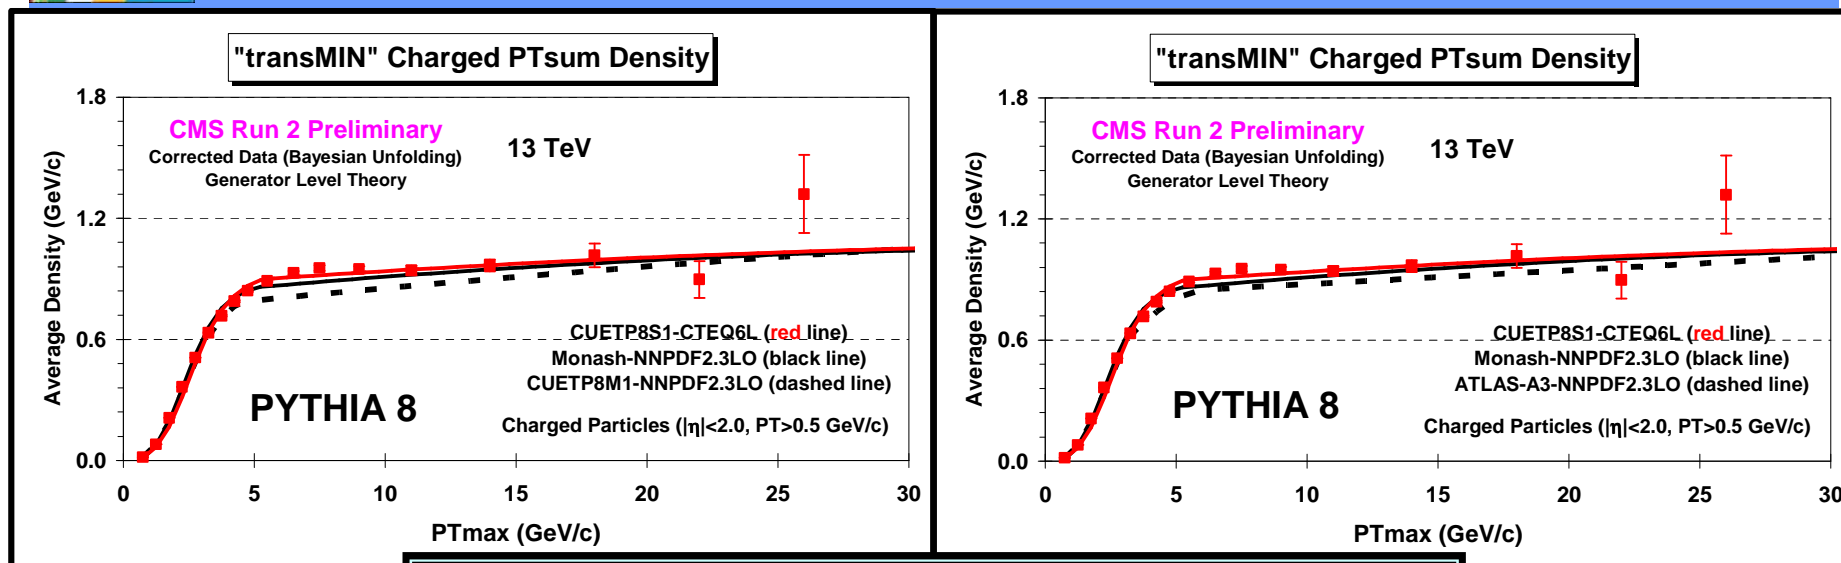 "transMIN" Charged PTsum Density
1.8
CMS Run 2 Preliminary
Corrected Data (Bayesian Unfolding)
Generator Level Theory
13 TeV
1.2
Average Density (GeV/c)
CUETP8S1-CTEQ6L (red line)
0.6
Monash-NNPDF2.3LO (black line)
CUETP8M1-NNPDF2.3LO (dashed line)
PYTHIA 8
Charged Particles (|η|<2.0, PT>0.5 GeV/c)
0.0
0 5 10 15 20 25 30
PTmax (GeV/c)
"transMIN" Charged PTsum Density
1.8
CMS Run 2 Preliminary
Corrected Data (Bayesian Unfolding)
Generator Level Theory
13 TeV
1.2
Average Density (GeV/c)
CUETP8S1-CTEQ6L (red line)
0.6
Monash-NNPDF2.3LO (black line)
ATLAS-A3-NNPDF2.3LO (dashed line)
PYTHIA 8
Charged Particles (|η|<2.0, PT>0.5 GeV/c)
0.0
0 5 10 15 20 25 30
PTmax (GeV/c)